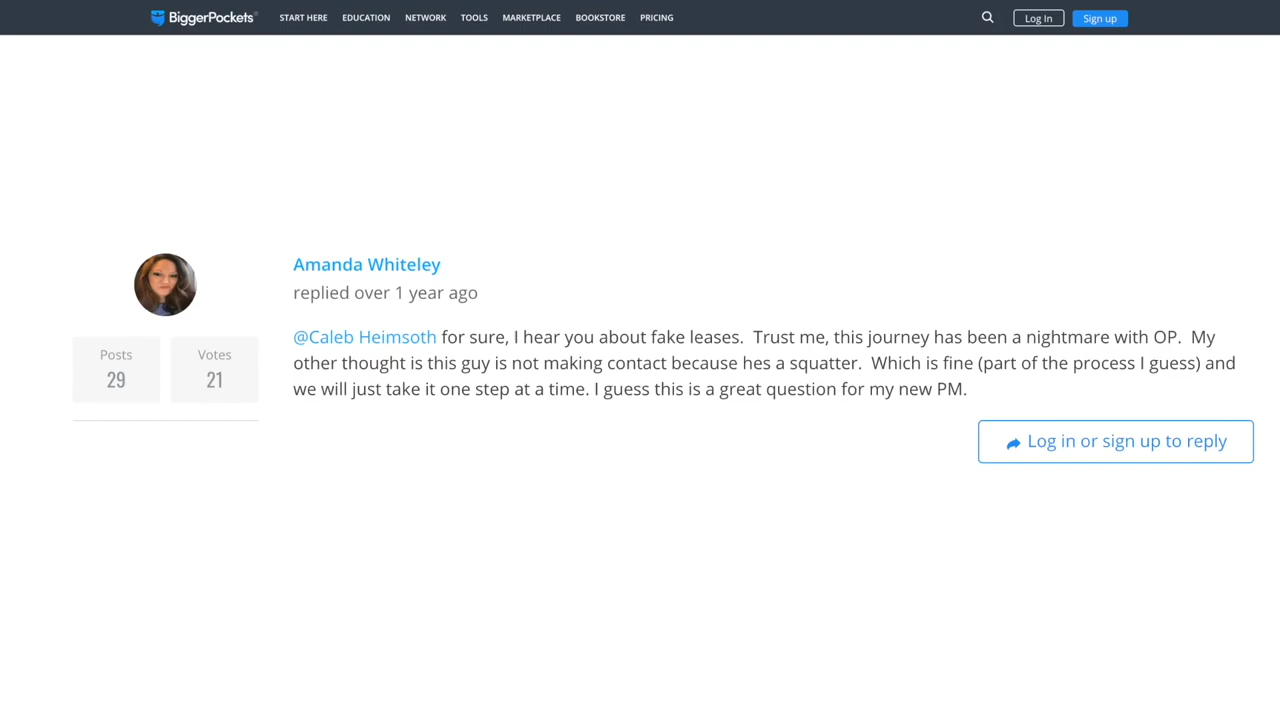 BiggerPockets® START HERE EDUCATION NETWORK TOOLS MARKETPLACE BOOKSTORE PRICING Log In Sign up
Amanda Whiteley
replied over 1 year ago
@Caleb Heimsoth for sure, I hear you about fake leases. Trust me, this journey has been a nightmare with OP. My
other thought is this guy is not making contact because hes a squatter. Which is fine (part of the process I guess) and
we will just take it one step at a time. I guess this is a great question for my new PM.
Posts Votes
29 21
Log in or sign up to reply